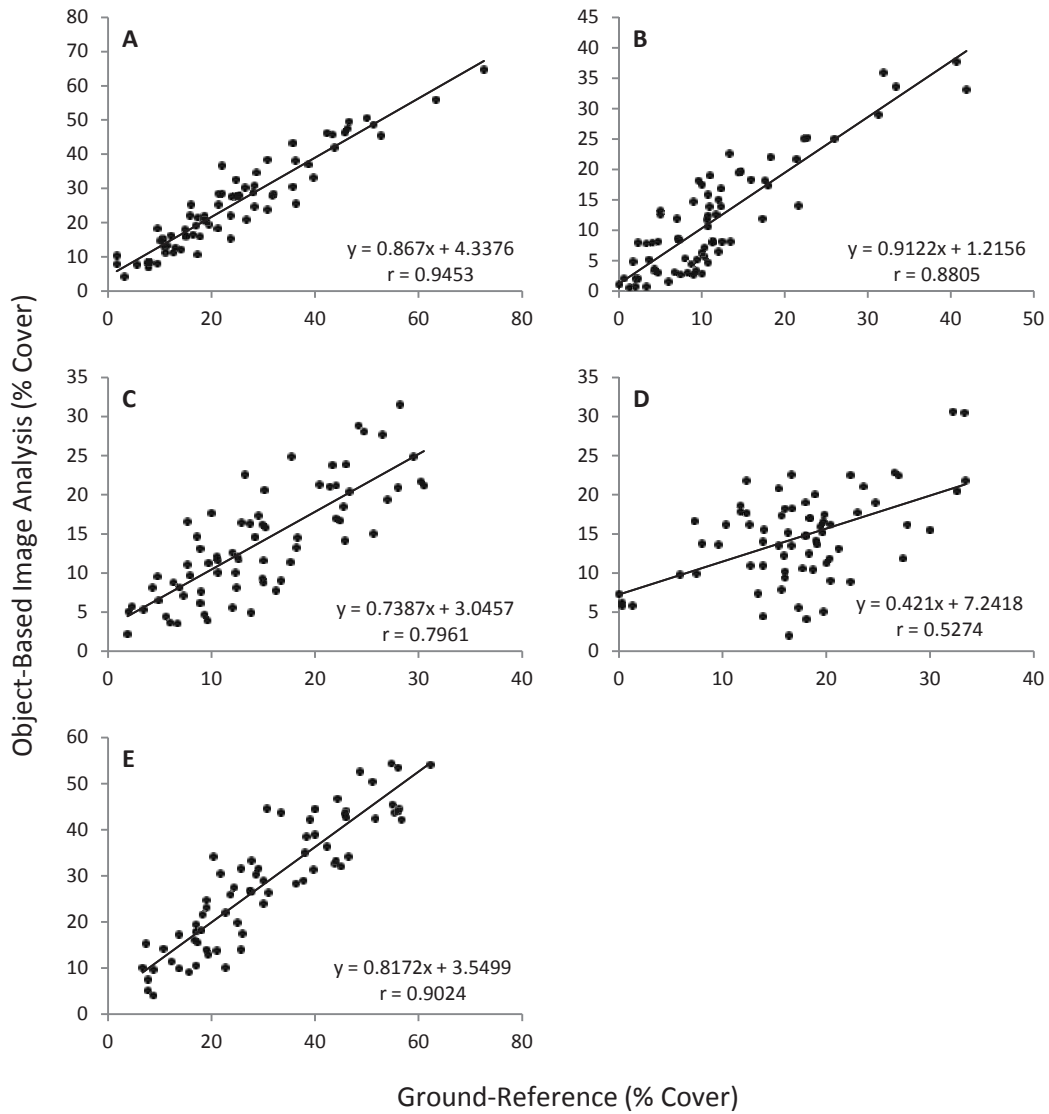 Object-Based Image Analysis (% Cover)
A
80
70
60
50
40
30
20
10
0
y = 0.867x + 4.3376
r = 0.9453
0 20 40 60 80
B
45
40
35
30
25
20
15
10
5
0
y = 0.9122x + 1.2156
r = 0.8805
0 10 20 30 40 50
C
35
30
25
20
15
10
5
0
y = 0.7387x + 3.0457
r = 0.7961
0 10 20 30 40
D
35
30
25
20
15
10
5
0
y = 0.421x + 7.2418
r = 0.5274
0 10 20 30 40
E
60
50
40
30
20
10
0
y = 0.8172x + 3.5499
r = 0.9024
0 20 40 60 80
Ground-Reference (% Cover)